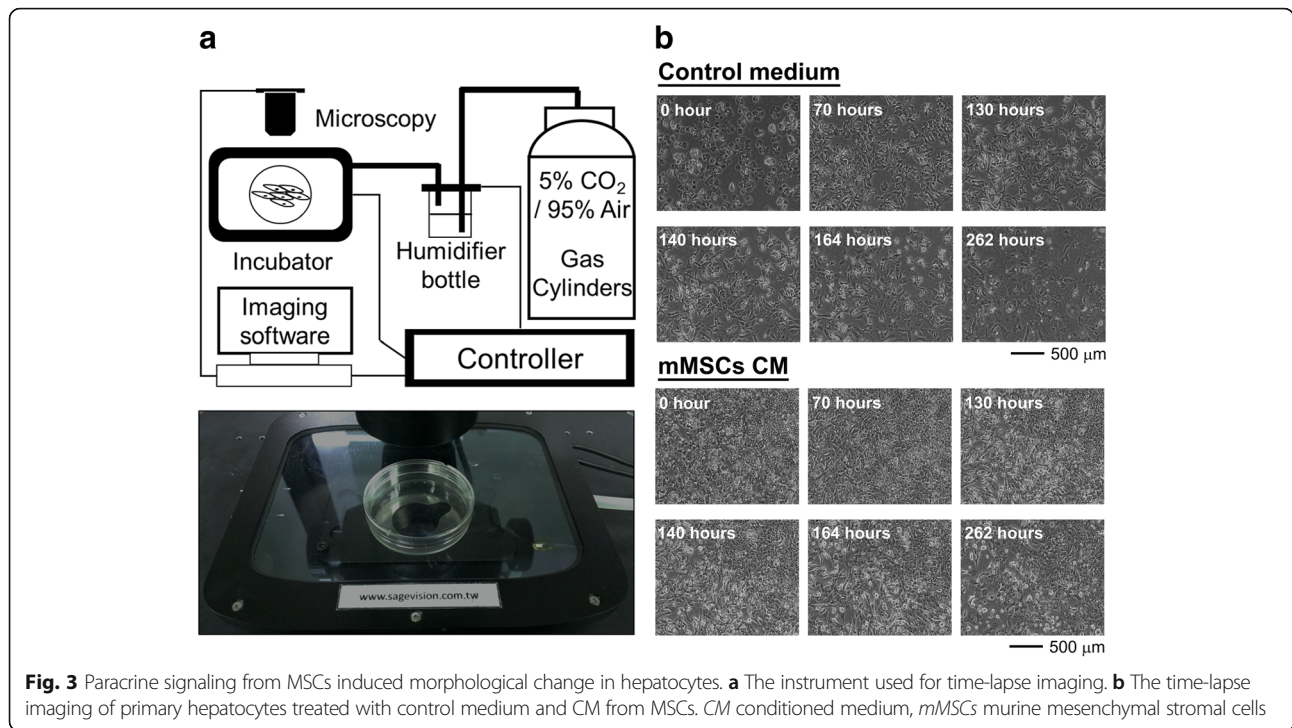 a
Microscopy
Incubator
Humidifier
bottle
5% CO₂
/ 95% Air
Gas
Cylinders
Imaging
software
Controller
www.sagevision.com.tw
b
Control medium
0 hour
70 hours
130 hours
140 hours
164 hours
262 hours
500 μm
mMSCs CM
0 hour
70 hours
130 hours
140 hours
164 hours
262 hours
500 μm
Fig. 3 Paracrine signaling from MSCs induced morphological change in hepatocytes. a The instrument used for time-lapse imaging. b The time-lapse
imaging of primary hepatocytes treated with control medium and CM from MSCs. CM conditioned medium, mMSCs murine mesenchymal stromal cells